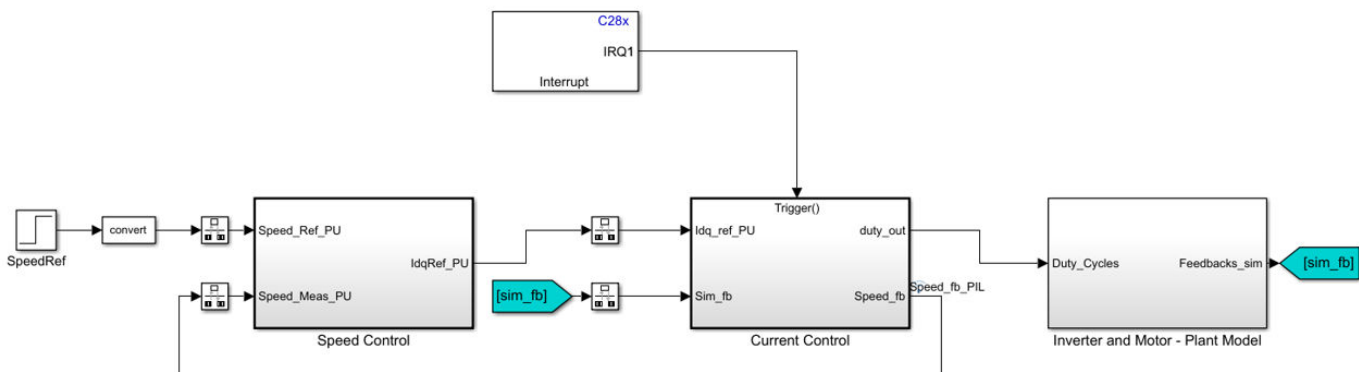 C28x
IRQ1
Interrupt
SpeedRef
convert
Speed_Ref_PU
Speed_Meas_PU
IdqRef_PU
Speed Control
[sim_fb]
Trigger()
Idq_ref_PU
Sim_fb
duty_out
Speed_fb
Current Control
Speed_fb_PIL
Duty_Cycles
Feedbacks_sim
Inverter and Motor - Plant Model
[sim_fb]